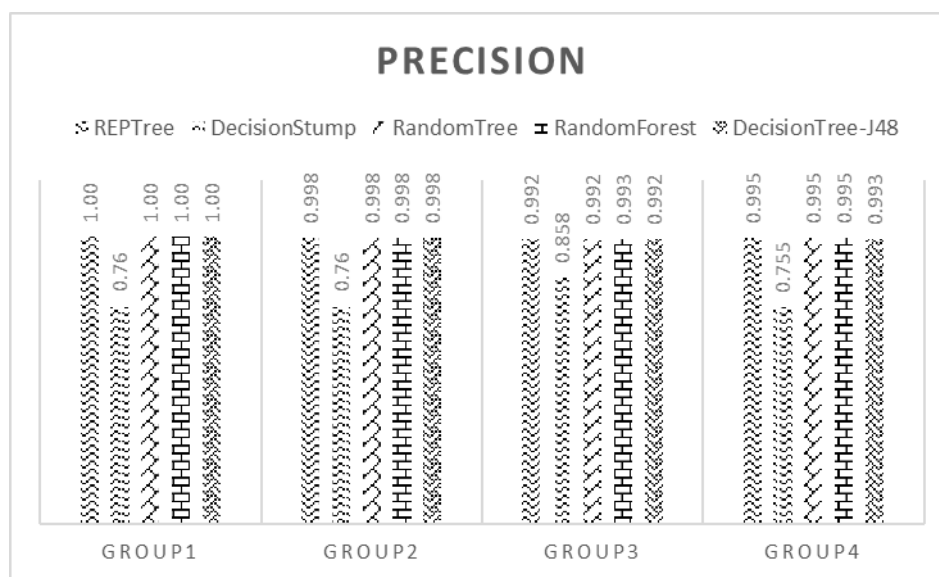 PRECISION
REPTree DecisionStump RandomTree RandomForest DecisionTree-J48
1.00 0.76 1.00 1.00 1.00 0.998 0.76 0.998 0.998 0.998 0.992 0.858 0.992 0.993 0.992 0.995 0.755 0.995 0.995 0.993
GROUP1 GROUP2 GROUP3 GROUP4